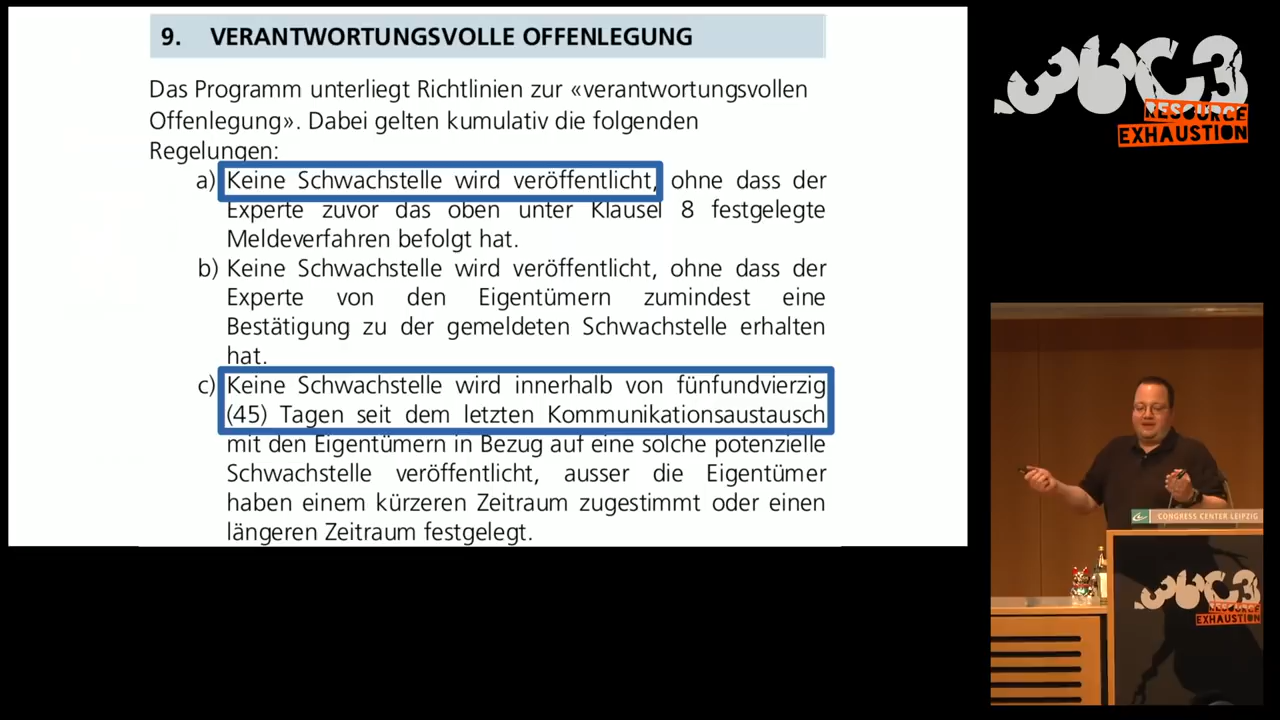 9. VERANTWORTUNGSVOLLE OFFENLEGUNG
Das Programm unterliegt Richtlinien zur «verantwortungsvollen
Offenlegung». Dabei gelten kumulativ die folgenden
Regelungen:
a) Keine Schwachstelle wird veröffentlicht, ohne dass der
Experte zuvor das oben unter Klausel 8 festgelegte
Meldeverfahren befolgt hat.
b) Keine Schwachstelle wird veröffentlicht, ohne dass der
Experte von den Eigentümern zumindest eine
Bestätigung zu der gemeldeten Schwachstelle erhalten
hat.
c) Keine Schwachstelle wird innerhalb von fünfundvierzig
(45) Tagen seit dem letzten Kommunikationsaustausch
mit den Eigentümern in Bezug auf eine solche potenzielle
Schwachstelle veröffentlicht, ausser die Eigentümer
haben einem kürzeren Zeitraum zugestimmt oder einen
längeren Zeitraum festgelegt.
36C3
RESOURCE
EXHAUSTION
CONGRESS CENTER LEIPZIG
36C3
RESOURCE
EXHAUSTION